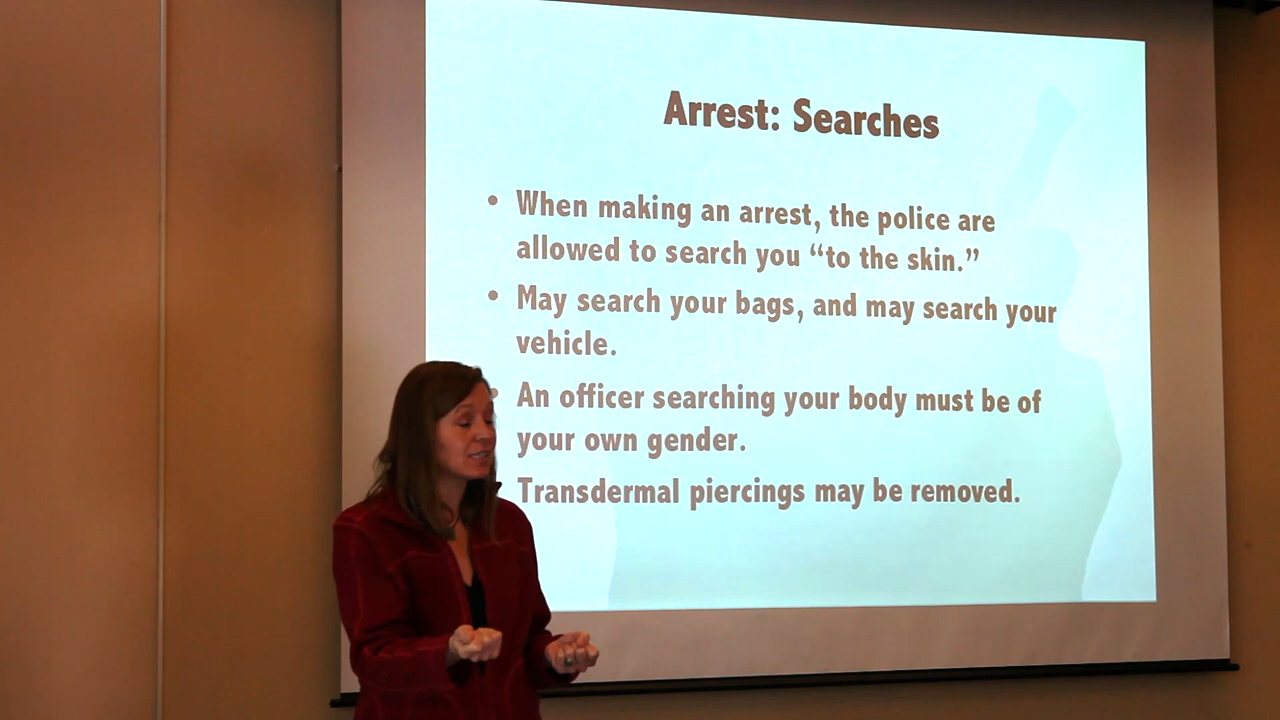 Arrest: Searches
• When making an arrest, the police are
allowed to search you “to the skin.”
• May search your bags, and may search your
vehicle.
• An officer searching your body must be of
your own gender.
Transdermal piercings may be removed.